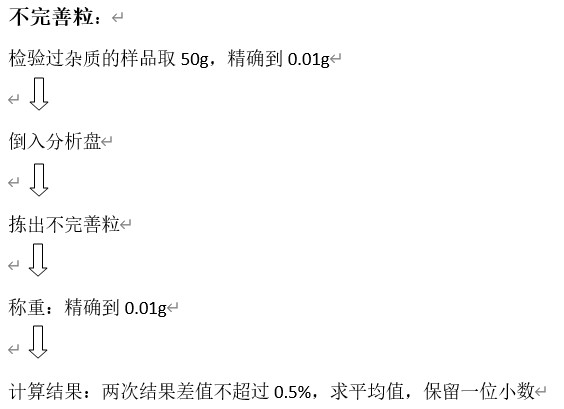 不完善粒：
检验过杂质的样品取 50g，精确到 0.01g
倒入分析盘
拣出不完善粒
称重：精确到 0.01g
计算结果：两次结果差值不超过 0.5%，求平均值，保留一位小数